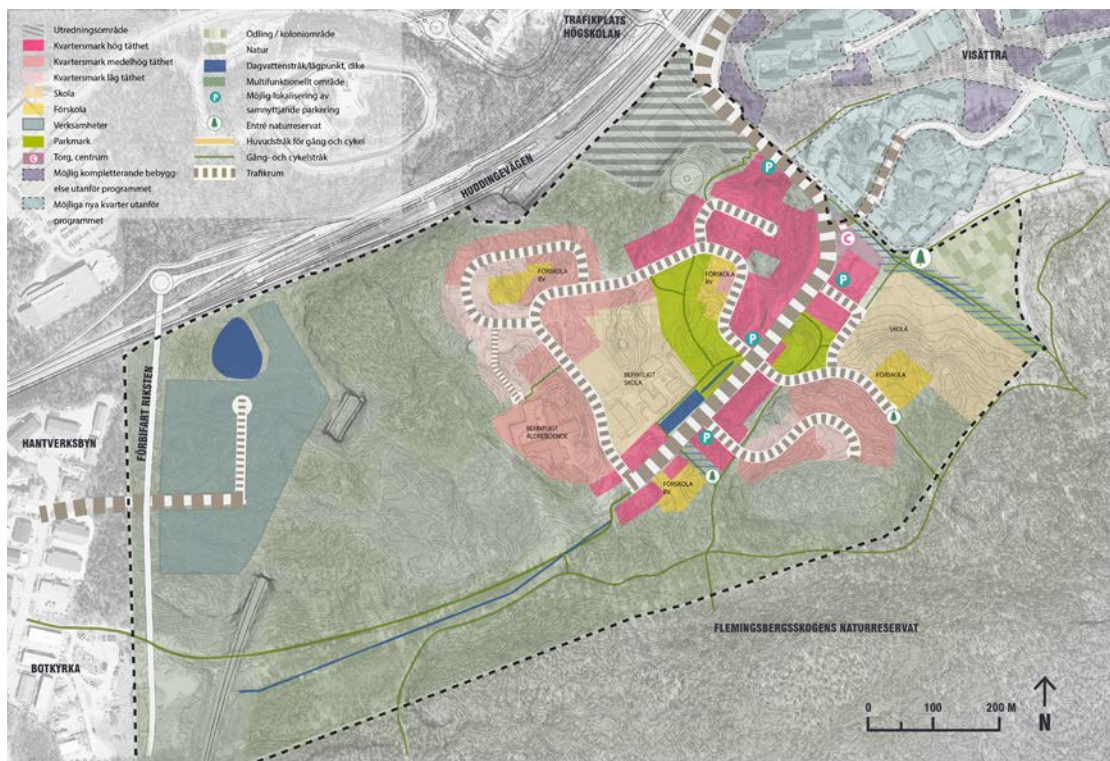 Utredningsområde
Kvartersmark hög täthet
Kvartersmark medelhög täthet
Kvartersmark låg täthet
Skola
Förskola
Verksamheter
Parkmark
C
Torg, centrum
Möjlig kompletterande bebygg-
else utanför programmet
Möjliga nya kvarter utanför
programmet
Odling / koloniområde
Natur
Dagvattenstråk/lågpunkt, dike
Multifunktionellt område
P
Möjlig lokalisering av
samnyttjande parkering
Entré naturreservat
Huvudstråk för gång och cykel
Gång- och cykelstråk
Trafikrum
TRAFIKPLATS
HÖGSKOLAN
VISÄTTRA
HUDDINGEVÄGEN
P
C
P
FÖRSKOLA
BV
FÖRSKOLA
BV
SKOLA
P
FÖRSKOLA
BEFINTLIGT
SKOLA
BEFINTLIGT
ÄLDREBOENDE
P
FÖRSKOLA
BV
HANTVERKSBYN
FÖRBIFART RIKSTEN
FLEMINGSBERGSSKOGENS NATURRESERVAT
BOTKYRKA
0 100 200 M
N